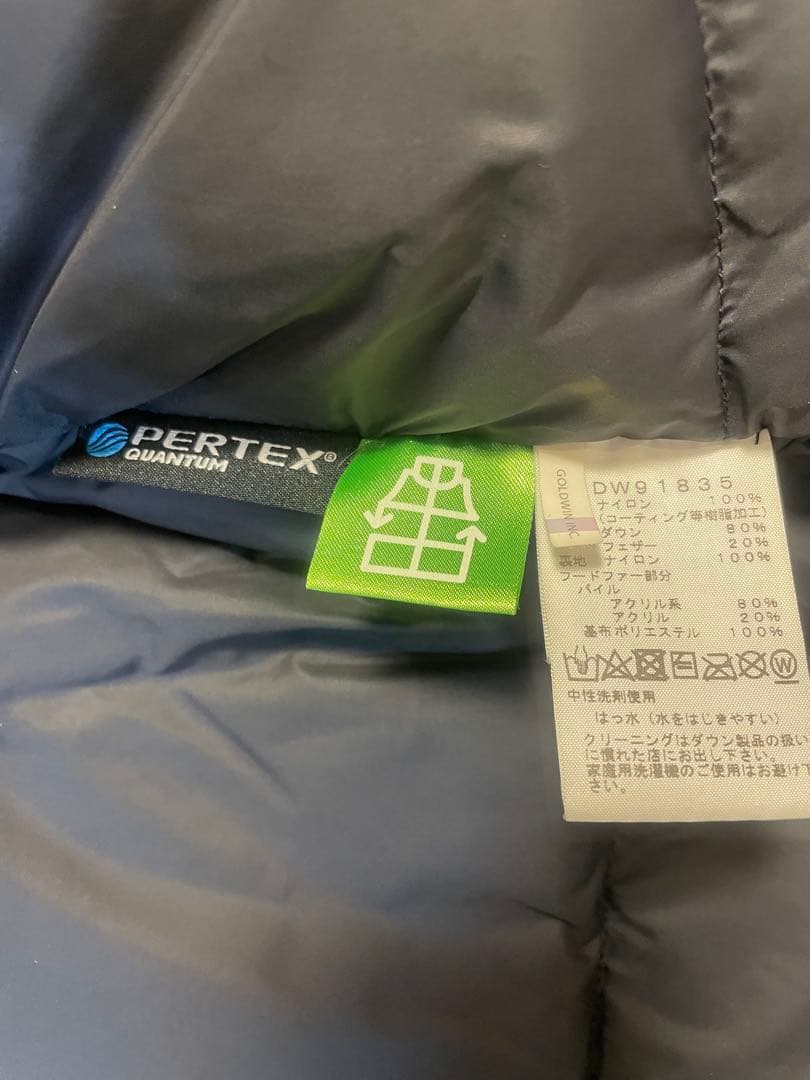 PERTEX®
QUANTUM
GOLDWIN INC
DW91835
ナイロン 100%
(コーティング等樹脂加工)
ダウン 80%
フェザー 20%
裏地 ナイロン 100%
フードファー部分
パイル
アクリル系 80%
アクリル 20%
基布ポリエステル 100%
W
中性洗剤使用
はっ水(水をはじきやすい)
クリーニングはダウン製品の扱い
に慣れた店にお出し下さい。
家庭用洗濯機のご使用はお避け下
い。